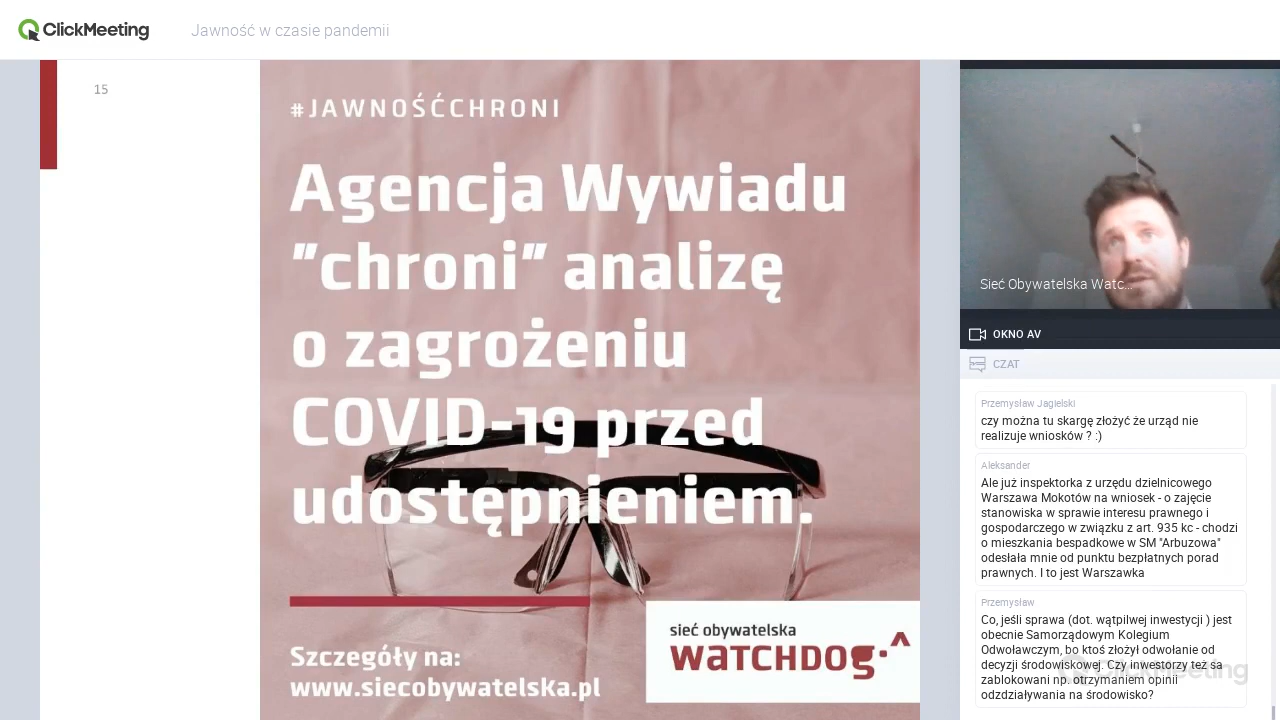 ClickMeeting
Jawność w czasie pandemii
15
#JAWNOŚĆCHRONI
Agencja Wywiadu
"chroni" analizę
o zagrożeniu
COVID-19 przed
udostępnieniem.
Szczegóły na:
www.siecobywatelska.pl
sieć obywatelska
WATCHDOG
Sieć Obywatelska Watc...
OKNO AV
CZAT
Przemysław Jagielski
czy można tu skargę złożyć że urząd nie
realizuje wniosków ? :)
Aleksander
Ale już inspektorka z urzędu dzielnicowego
Warszawa Mokotów na wniosek - o zajęcie
stanowiska w sprawie interesu prawnego i
gospodarczego w związku z art. 935 kc - chodzi
o mieszkania bespadkowe w SM "Arbuzowa"
odesłała mnie od punktu bezpłatnych porad
prawnych. I to jest Warszawka
Przemysław
Co, jeśli sprawa (dot. wątpilwej inwestycji ) jest
obecnie Samorządowym Kolegium
Odwoławczym, bo ktoś złożył odwołanie od
decyzji środowiskowej. Czy inwestorzy też są
zablokowani np. otrzymaniem opinii
odzdziaływania na środowisko?
ClickMeeting